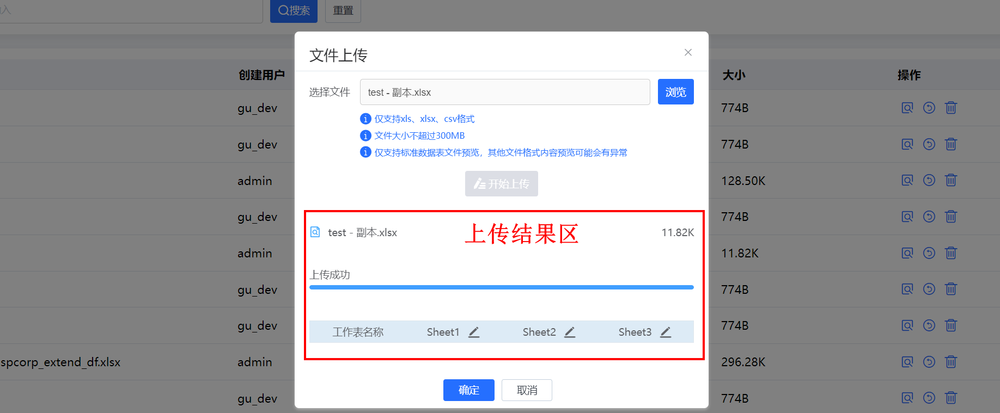 入
搜索 重置
文件上传
创建用户 大小 操作
选择文件 test - 副本.xlsx 浏览
gu_dev 774B
仅支持xls、xlsx、csv格式
文件大小不超过300MB
gu_dev 774B
仅支持标准数据表文件预览，其他文件格式内容预览可能会有异常
admin 128.50K
开始上传
gu_dev 774B
test - 副本.xlsx 上传结果区 11.82K
admin 11.82K
上传成功
gu_dev 774B
gu_dev 774B
工作表名称 Sheet1 Sheet2 Sheet3
spcorp_extend_df.xlsx admin 296.28K
确定 取消
gu_dev 774B